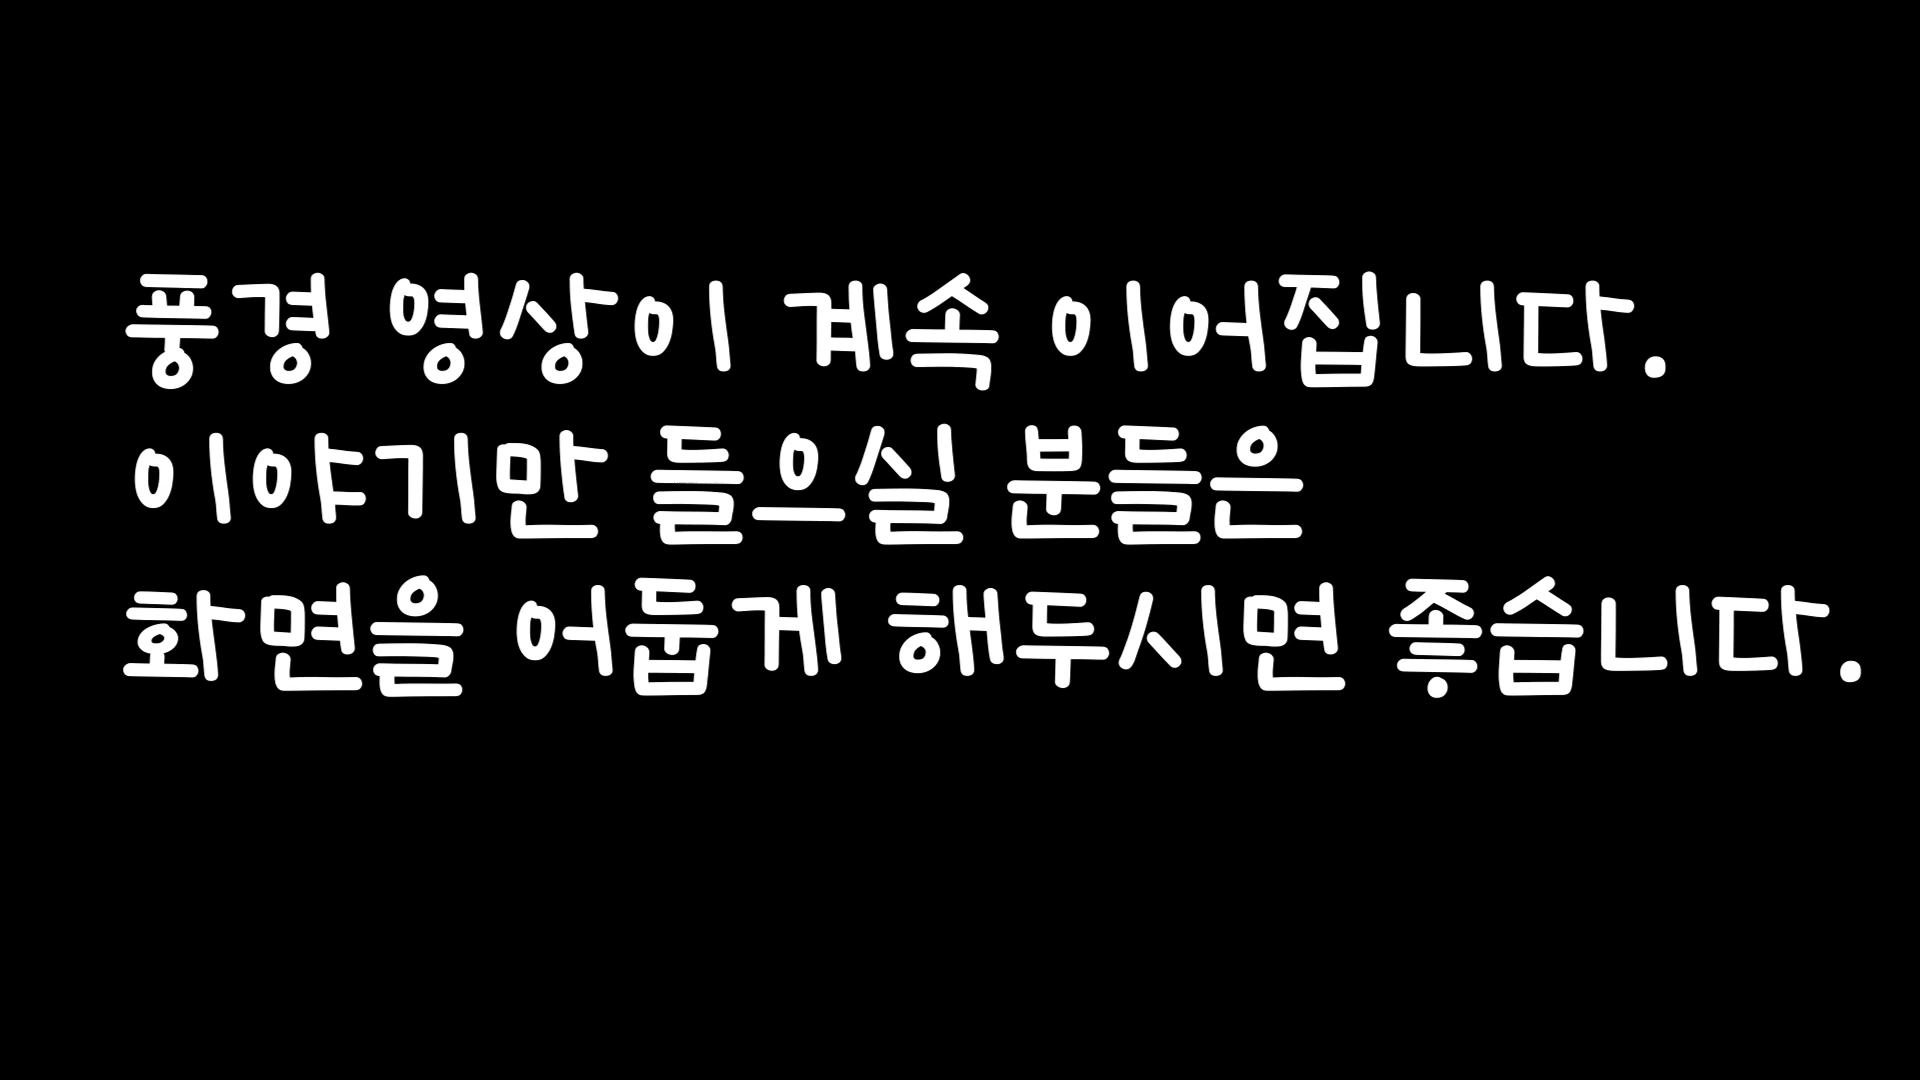 풍경 영상이 계속 이어집니다.
이야기만 들으실 분들은
화면을 어둡게 해두시면 좋습니다.